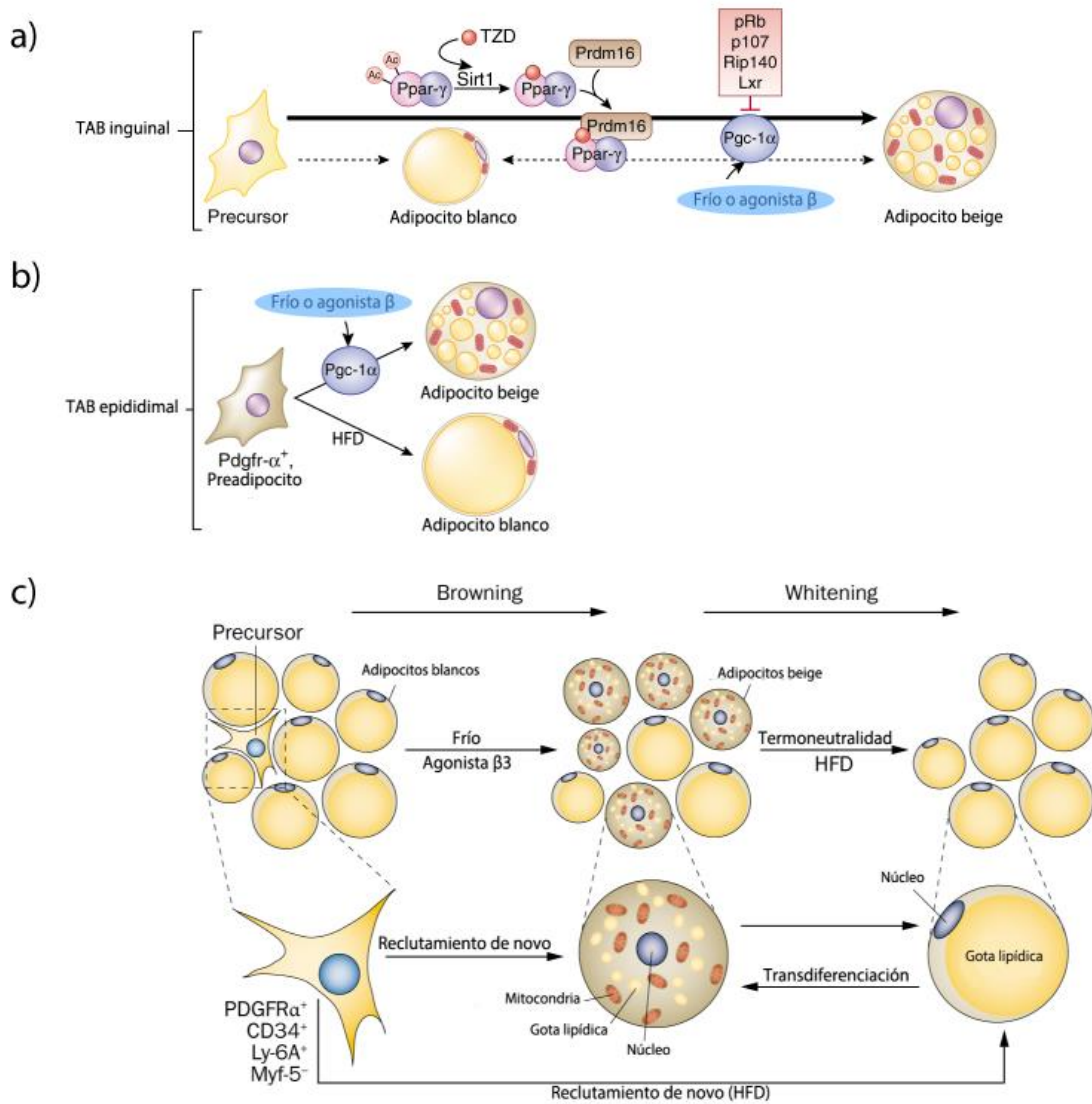 a)
TAB inguinal
Precursor
Ac
Ac
Ppar-γ
TZD
Sirt1
Ppar-γ
Prdm16
Prdm16
Ppar-γ
Adipocito blanco
pRb
p107
Rip140
Lxr
Pgc-1α
Frío o agonista β
Adipocito beige
b)
TAB epididimal
Frío o agonista β
Pgc-1α
HFD
Pdgfr-α+,
Preadipocito
Adipocito beige
Adipocito blanco
c)
Browning
Whitening
Precursor
Adipocitos blancos
Frío
Agonista β3
Adipocitos beige
Termoneutralidad
HFD
Reclutamiento de novo
PDGFRα+
CD34+
Ly-6A+
Myf-5−
Mitocondria
Gota lipídica
Núcleo
Transdiferenciación
Núcleo
Gota lipídica
Reclutamiento de novo (HFD)